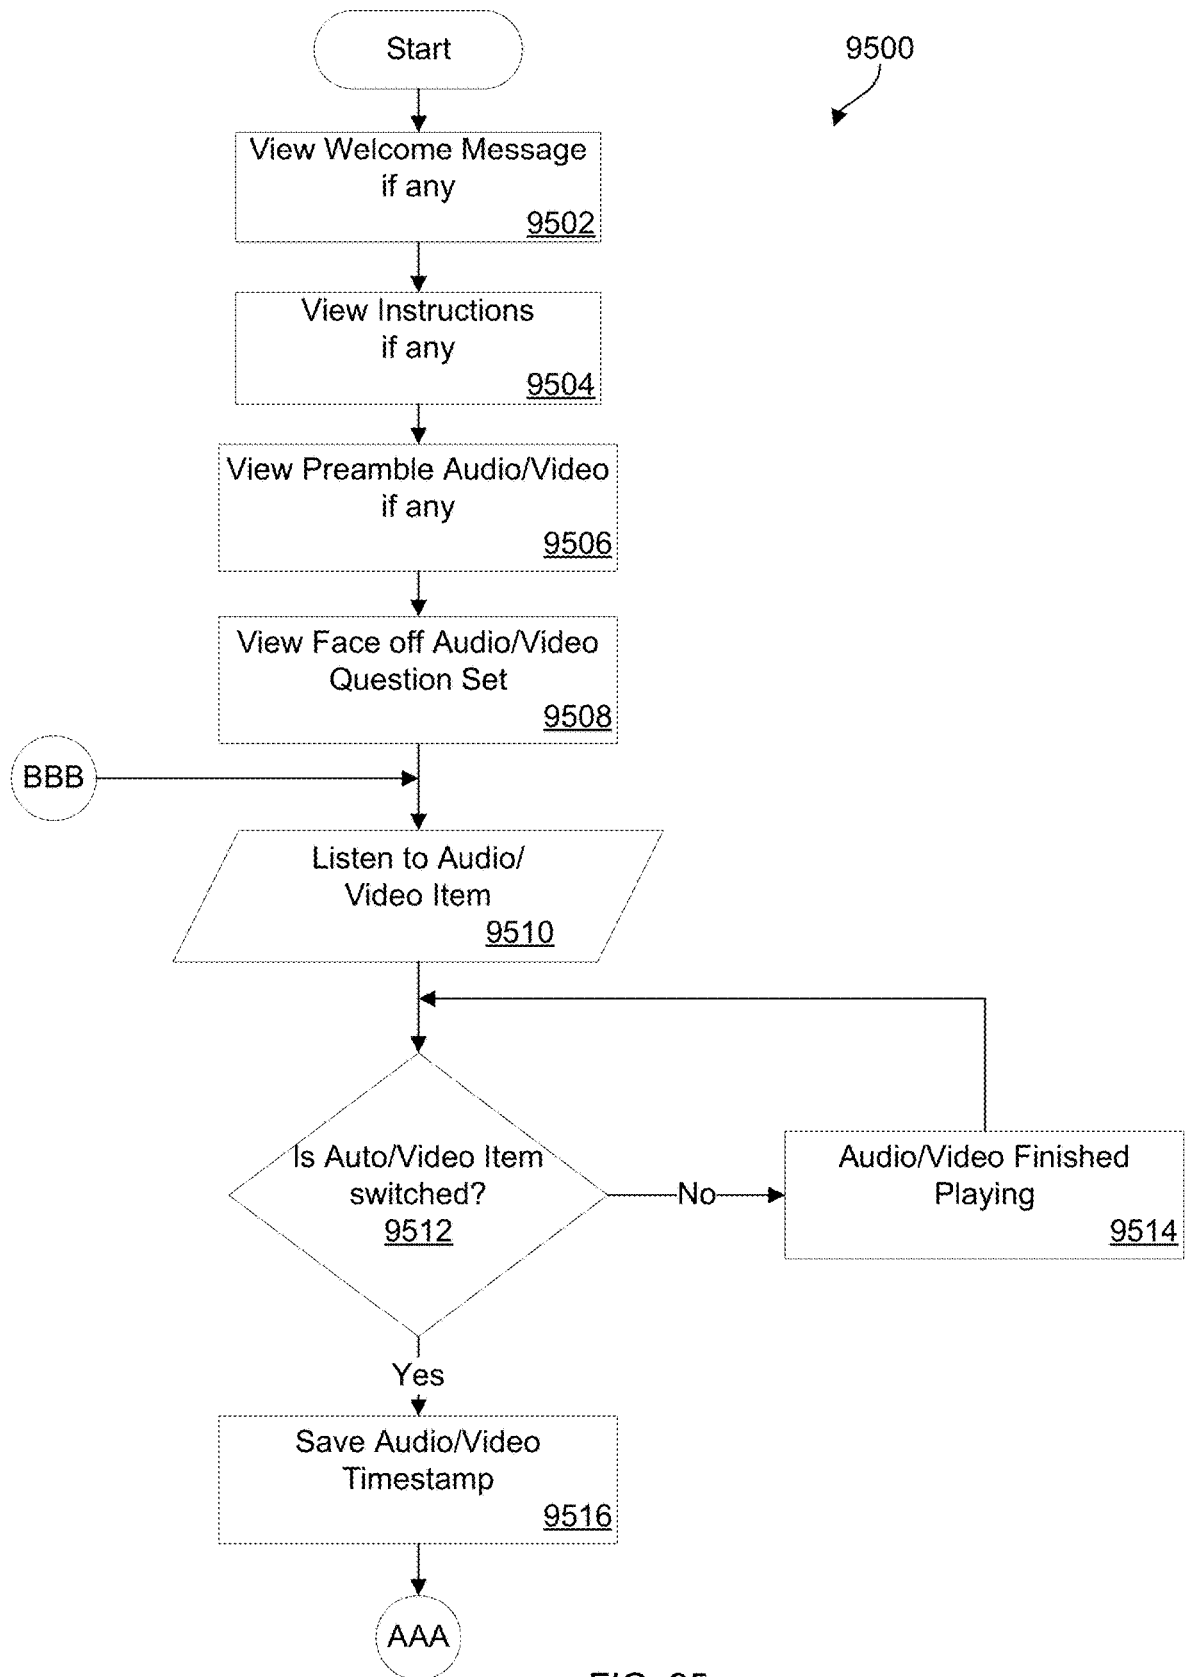 Start
9500
View Welcome Message
if any
9502
View Instructions
if any
9504
View Preamble Audio/Video
if any
9506
View Face off Audio/Video
Question Set
9508
BBB
Listen to Audio/
Video Item
9510
Is Auto/Video Item
switched?
9512
No
Audio/Video Finished
Playing
9514
Yes
Save Audio/Video
Timestamp
9516
AAA